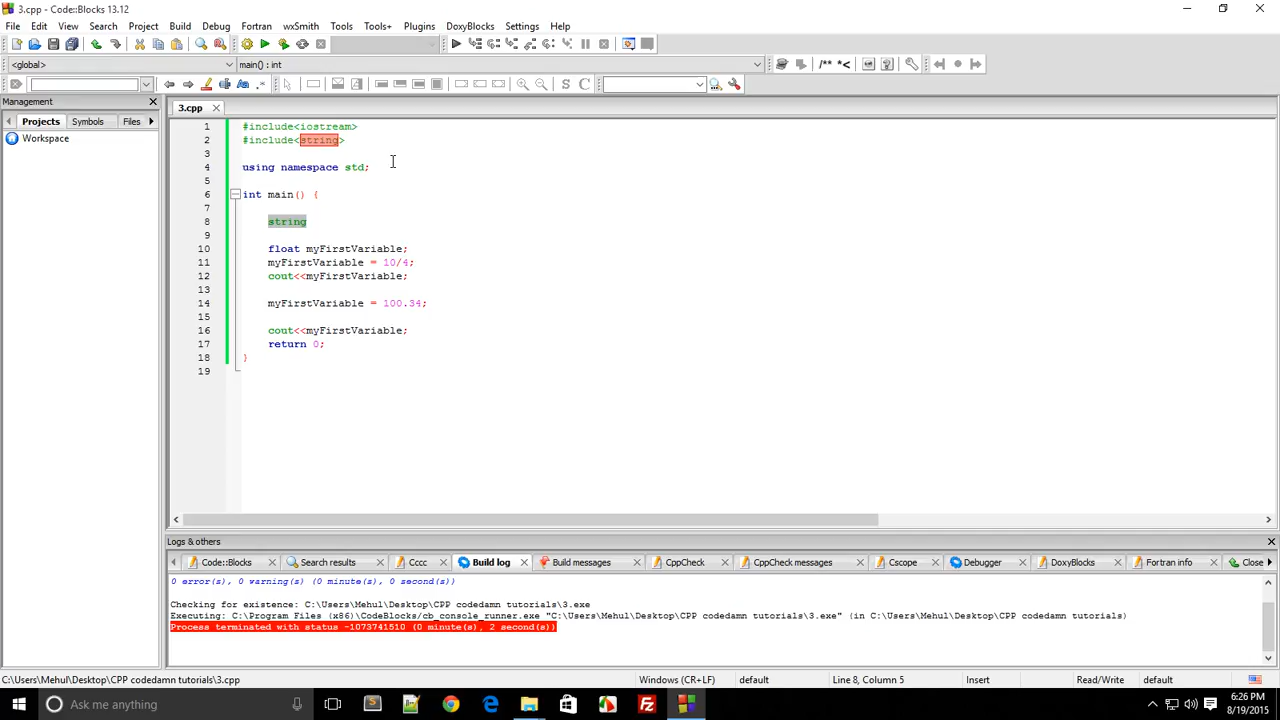 3.cpp - Code::Blocks 13.12
File Edit View Search Project Build Debug Fortran wxSmith Tools Tools+ Plugins DoxyBlocks Settings Help
<global> main() : int /** *<
S C
Management
Projects Symbols Files
Workspace
3.cpp
1 #include<iostream>
2 #include<string>
3
4 using namespace std;
5
6 int main() {
7
8 string
9
10 float myFirstVariable;
11 myFirstVariable = 10/4;
12 cout<<myFirstVariable;
13
14 myFirstVariable = 100.34;
15
16 cout<<myFirstVariable;
17 return 0;
18 }
19
Logs & others
Code::Blocks Search results Cccc Build log Build messages CppCheck CppCheck messages Cscope Debugger DoxyBlocks Fortran info Close
0 error(s), 0 warning(s) (0 minute(s), 0 second(s))
Checking for existence: C:\Users\Mehul\Desktop\CPP codedamn tutorials\3.exe
Executing: C:\Program Files (x86)\CodeBlocks/cb_console_runner.exe "C:\Users\Mehul\Desktop\CPP codedamn tutorials\3.exe" (in C:\Users\Mehul\Desktop\CPP codedamn tutorials)
Process terminated with status -1073741510 (0 minute(s), 2 second(s))
C:\Users\Mehul\Desktop\CPP codedamn tutorials\3.cpp Windows (CR+LF) default Line 8, Column 5 Insert Read/Write default
Ask me anything
6:26 PM
8/19/2015